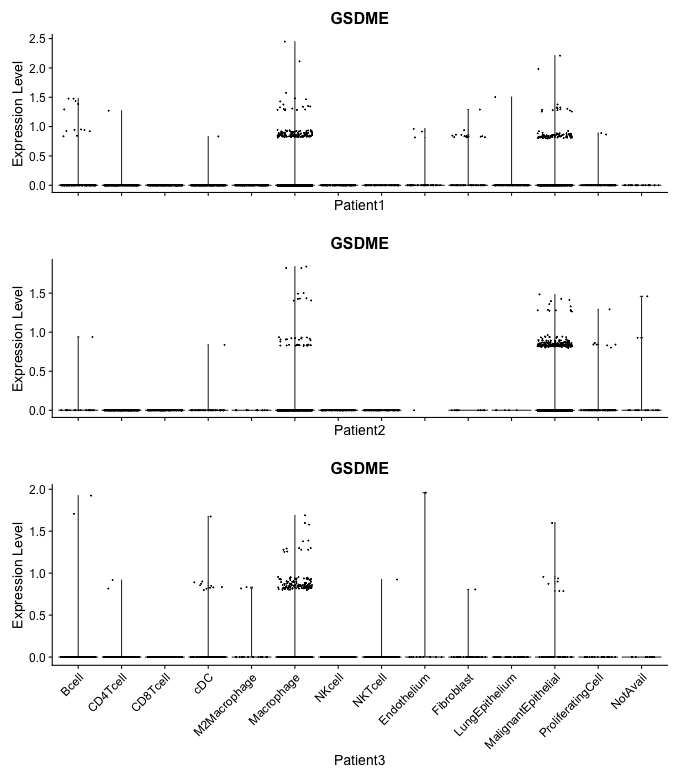 GSDME
Expression Level
2.5
2.0
1.5
1.0
0.5
0.0
Patient1
GSDME
Expression Level
1.5
1.0
0.5
0.0
Patient2
GSDME
Expression Level
2.0
1.5
1.0
0.5
0.0
Bcell
CD4Tcell
CD8Tcell
cDC
M2Macrophage
Macrophage
NKcell
NKTcell
Endothelium
Fibroblast
LungEpithelium
MalignantEpithelial
ProliferatingCell
NotAvail
Patient3